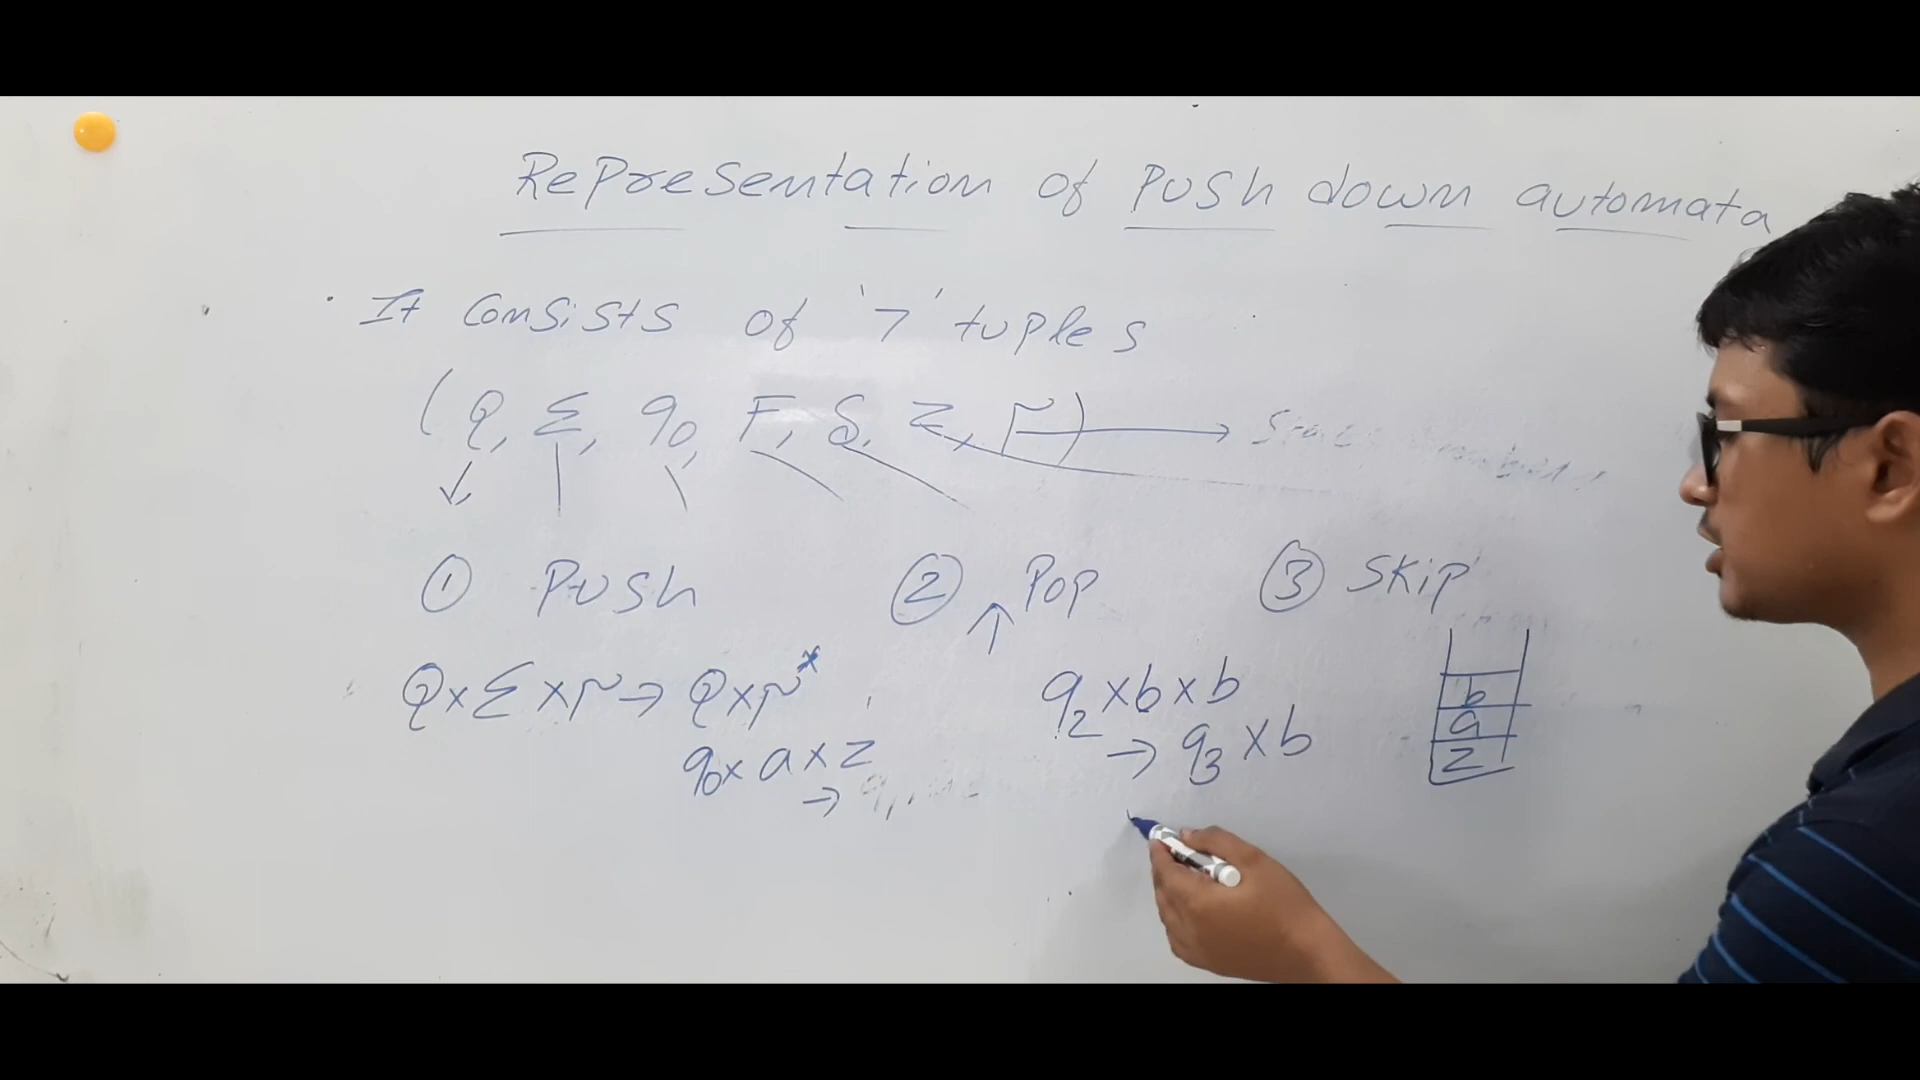 Representation of Push down automata
It consists of '7' tuples
(Q, Σ, q0, F, δ, Z, Γ) →
① Push ② Pop ③ Skip
Q × Σ × Γ → Q × Γ*
q2 × b × b
→ q3 × b
q0 × a × z
→ q1,
b
a
z